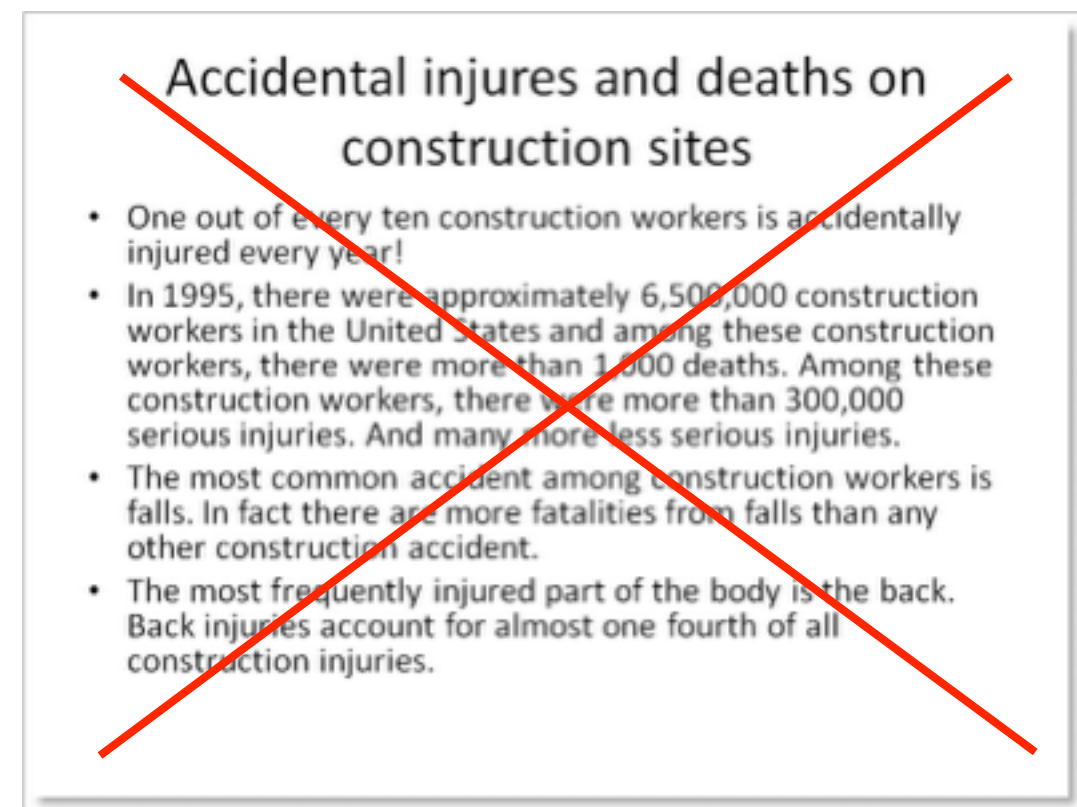 Accidental injures and deaths on
construction sites
• One out of every ten construction workers is accidentally
injured every year!
• In 1995, there were approximately 6,500,000 construction
workers in the United States and among these construction
workers, there were more than 1,000 deaths. Among these
construction workers, there were more than 300,000
serious injuries. And many more less serious injuries.
• The most common accident among construction workers is
falls. In fact there are more fatalities from falls than any
other construction accident.
• The most frequently injured part of the body is the back.
Back injuries account for almost one fourth of all
construction injuries.